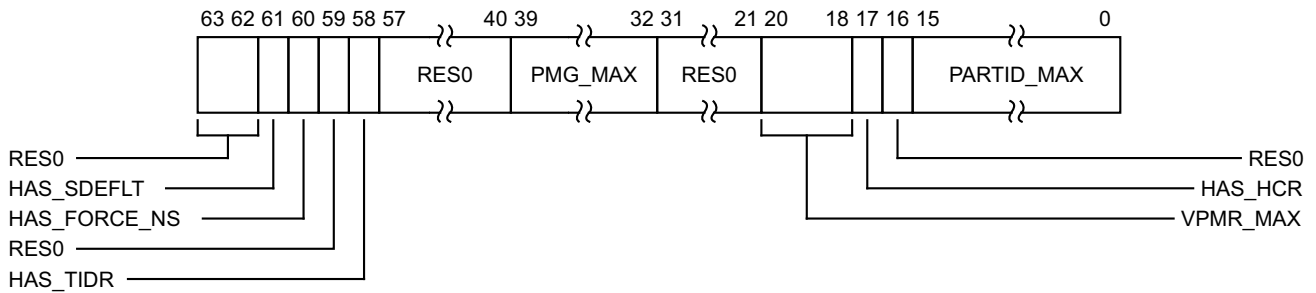 63 62 61 60 59 58 57 40 39 32 31 21 20 18 17 16 15 0
RES0 PMG_MAX RES0 PARTID_MAX
RES0 RES0
HAS_SDEFLT HAS_HCR
HAS_FORCE_NS VPMR_MAX
RES0
HAS_TIDR